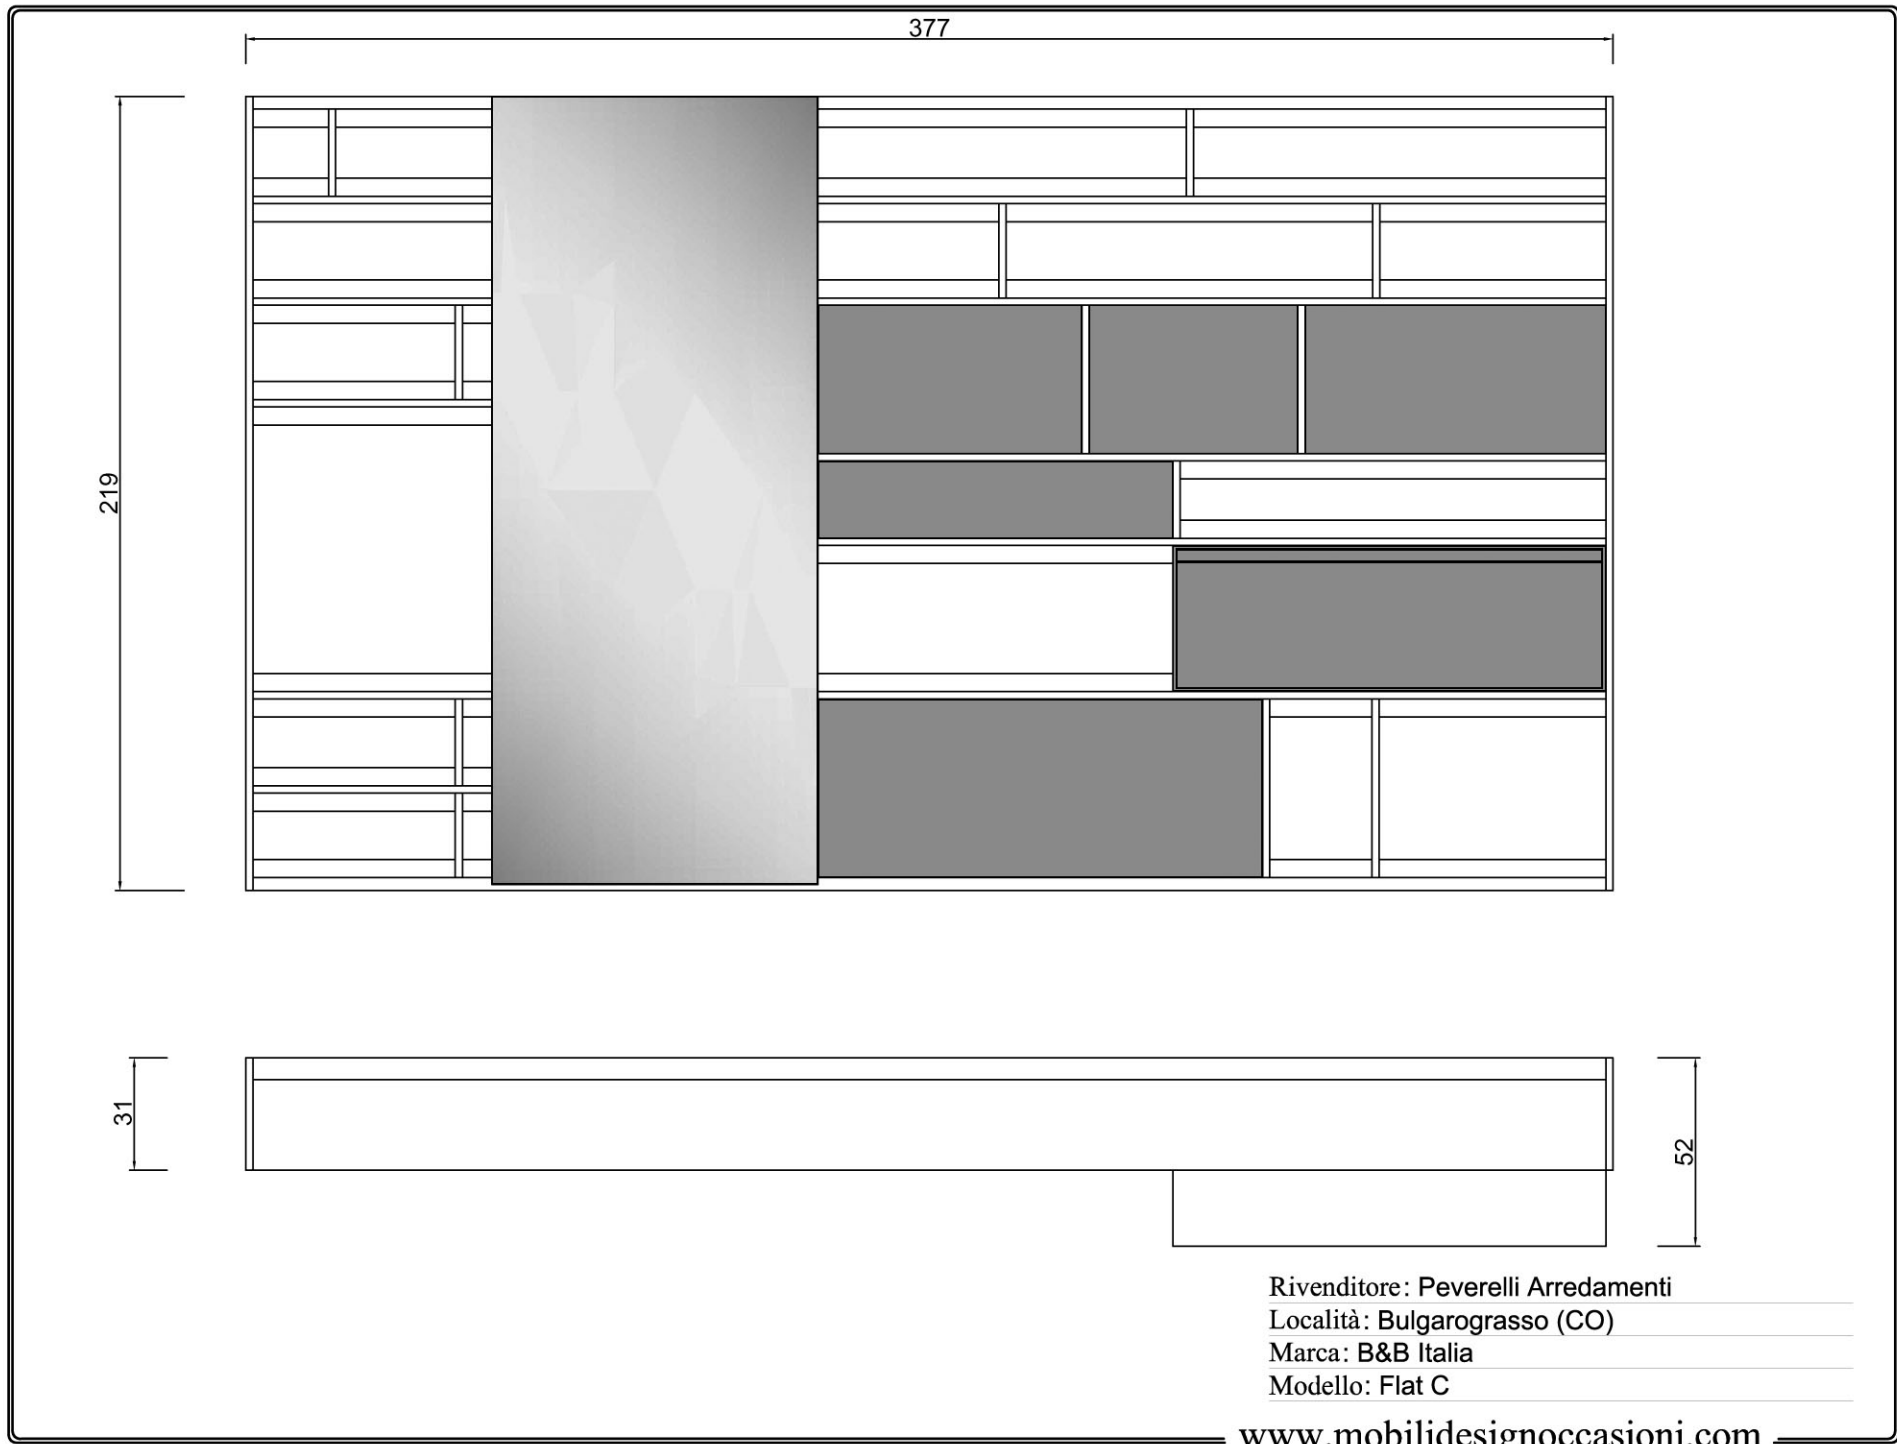 377
219
31
52
Rivenditore: Peverelli Arredamenti
Località: Bulgarograsso (CO)
Marca: B&B Italia
Modello: Flat C
www.mobilidesignoccasioni.com